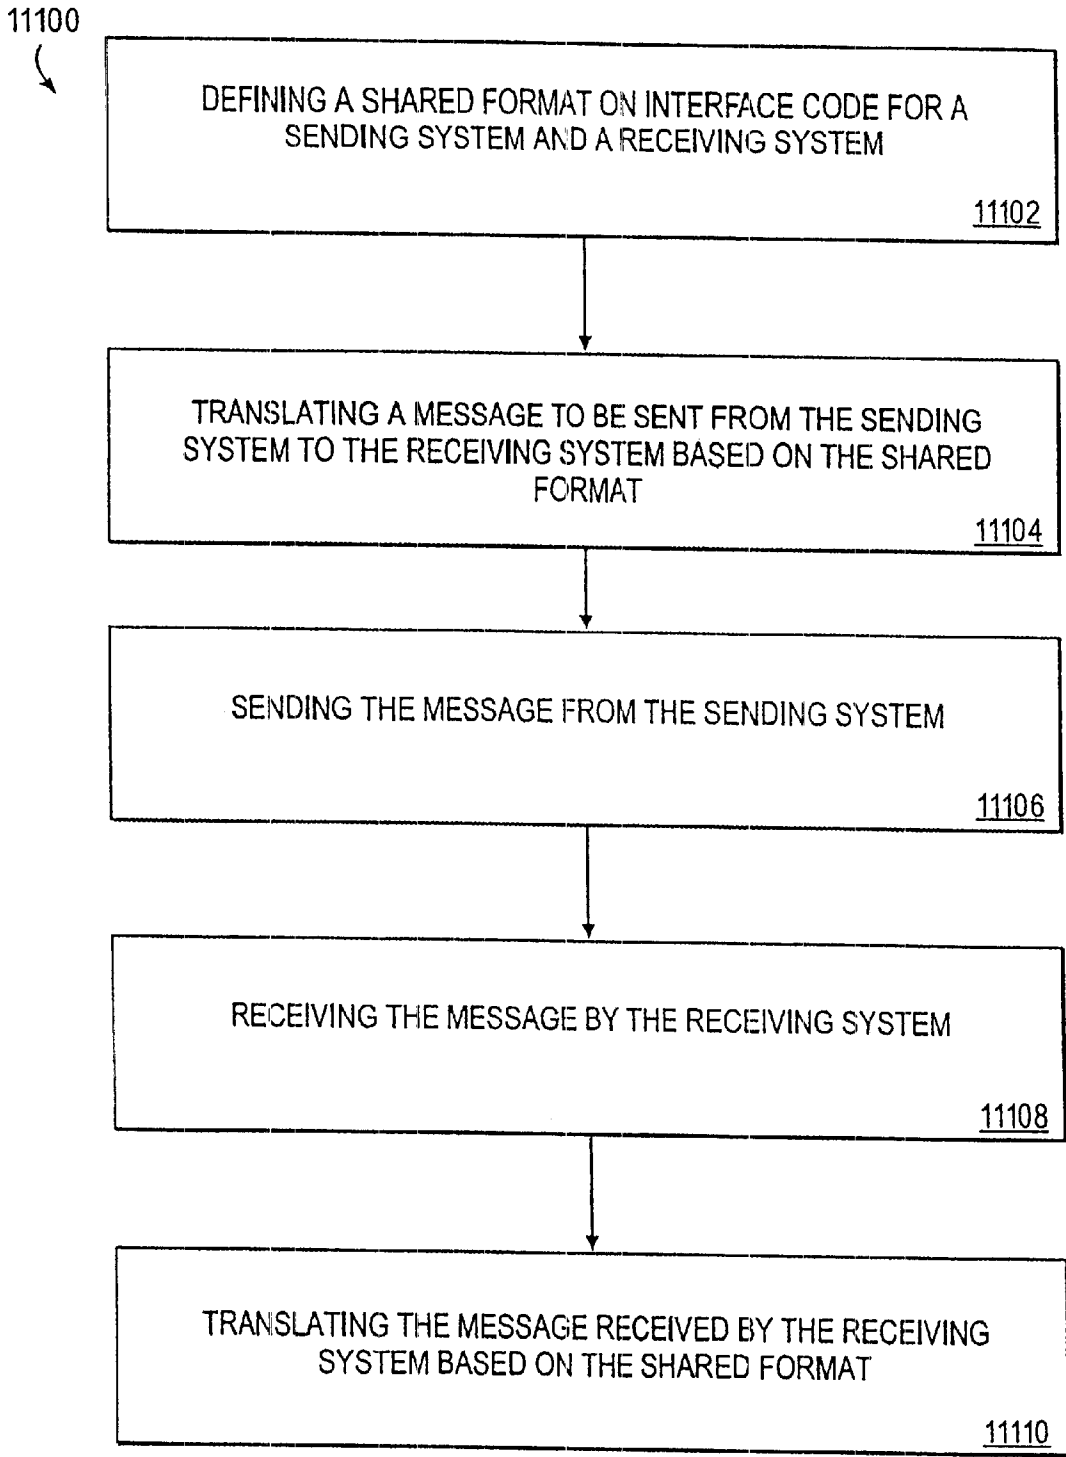 11100
DEFINING A SHARED FORMAT ON INTERFACE CODE FOR A
SENDING SYSTEM AND A RECEIVING SYSTEM
11102
TRANSLATING A MESSAGE TO BE SENT FROM THE SENDING
SYSTEM TO THE RECEIVING SYSTEM BASED ON THE SHARED
FORMAT
11104
SENDING THE MESSAGE FROM THE SENDING SYSTEM
11106
RECEIVING THE MESSAGE BY THE RECEIVING SYSTEM
11108
TRANSLATING THE MESSAGE RECEIVED BY THE RECEIVING
SYSTEM BASED ON THE SHARED FORMAT
11110